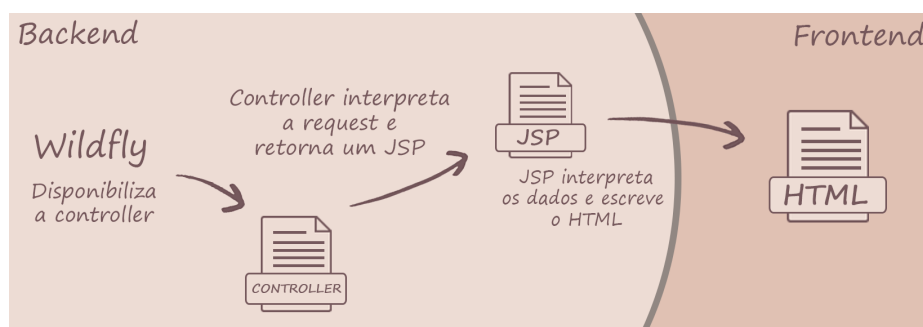 Backend
Frontend
Wildfly
Disponibiliza
a controller
CONTROLLER
Controller interpreta
a request e
retorna um JSP
JSP
JSP interpreta
os dados e escreve
o HTML
HTML